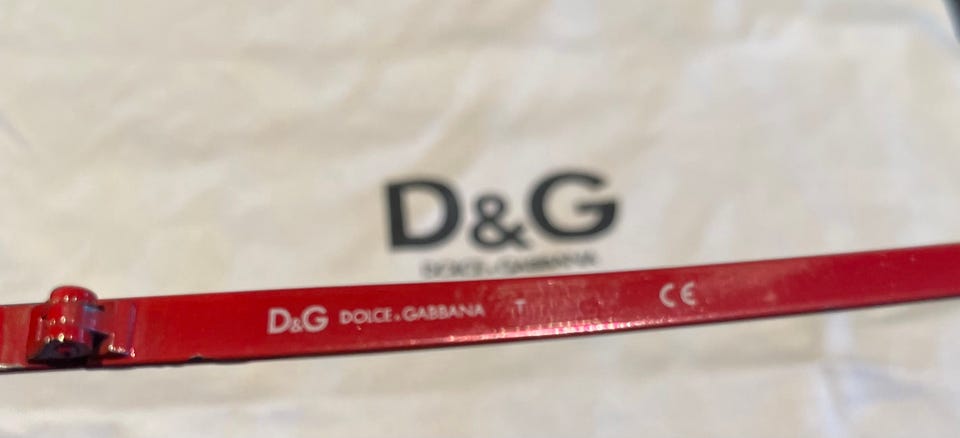 D&G
DOLCE & GABBANA
D&G DOLCE & GABBANA T CE